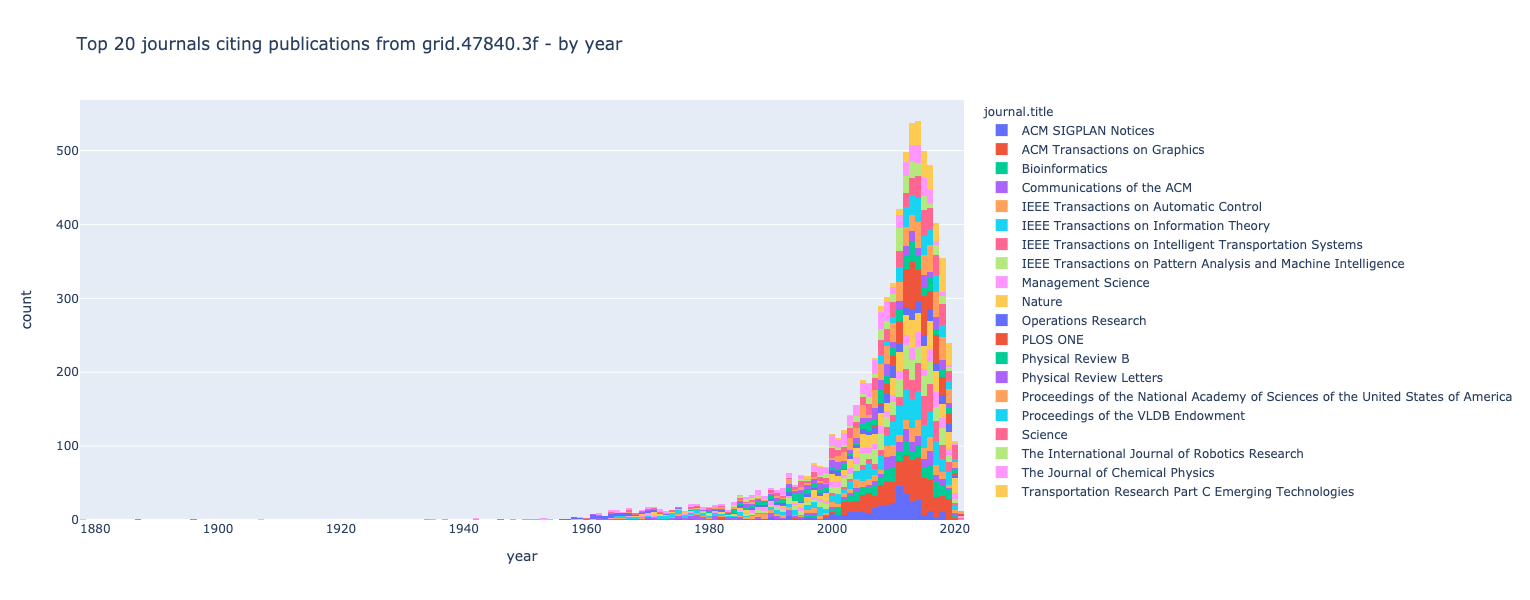 Top 20 journals citing publications from grid.47840.3f - by year
journal.title
ACM SIGPLAN Notices
ACM Transactions on Graphics
Bioinformatics
Communications of the ACM
IEEE Transactions on Automatic Control
IEEE Transactions on Information Theory
IEEE Transactions on Intelligent Transportation Systems
IEEE Transactions on Pattern Analysis and Machine Intelligence
Management Science
Nature
Operations Research
PLOS ONE
Physical Review B
Physical Review Letters
Proceedings of the National Academy of Sciences of the United States of America
Proceedings of the VLDB Endowment
Science
The International Journal of Robotics Research
The Journal of Chemical Physics
Transportation Research Part C Emerging Technologies
count
500
400
300
200
100
0
1880 1900 1920 1940 1960 1980 2000 2020
year